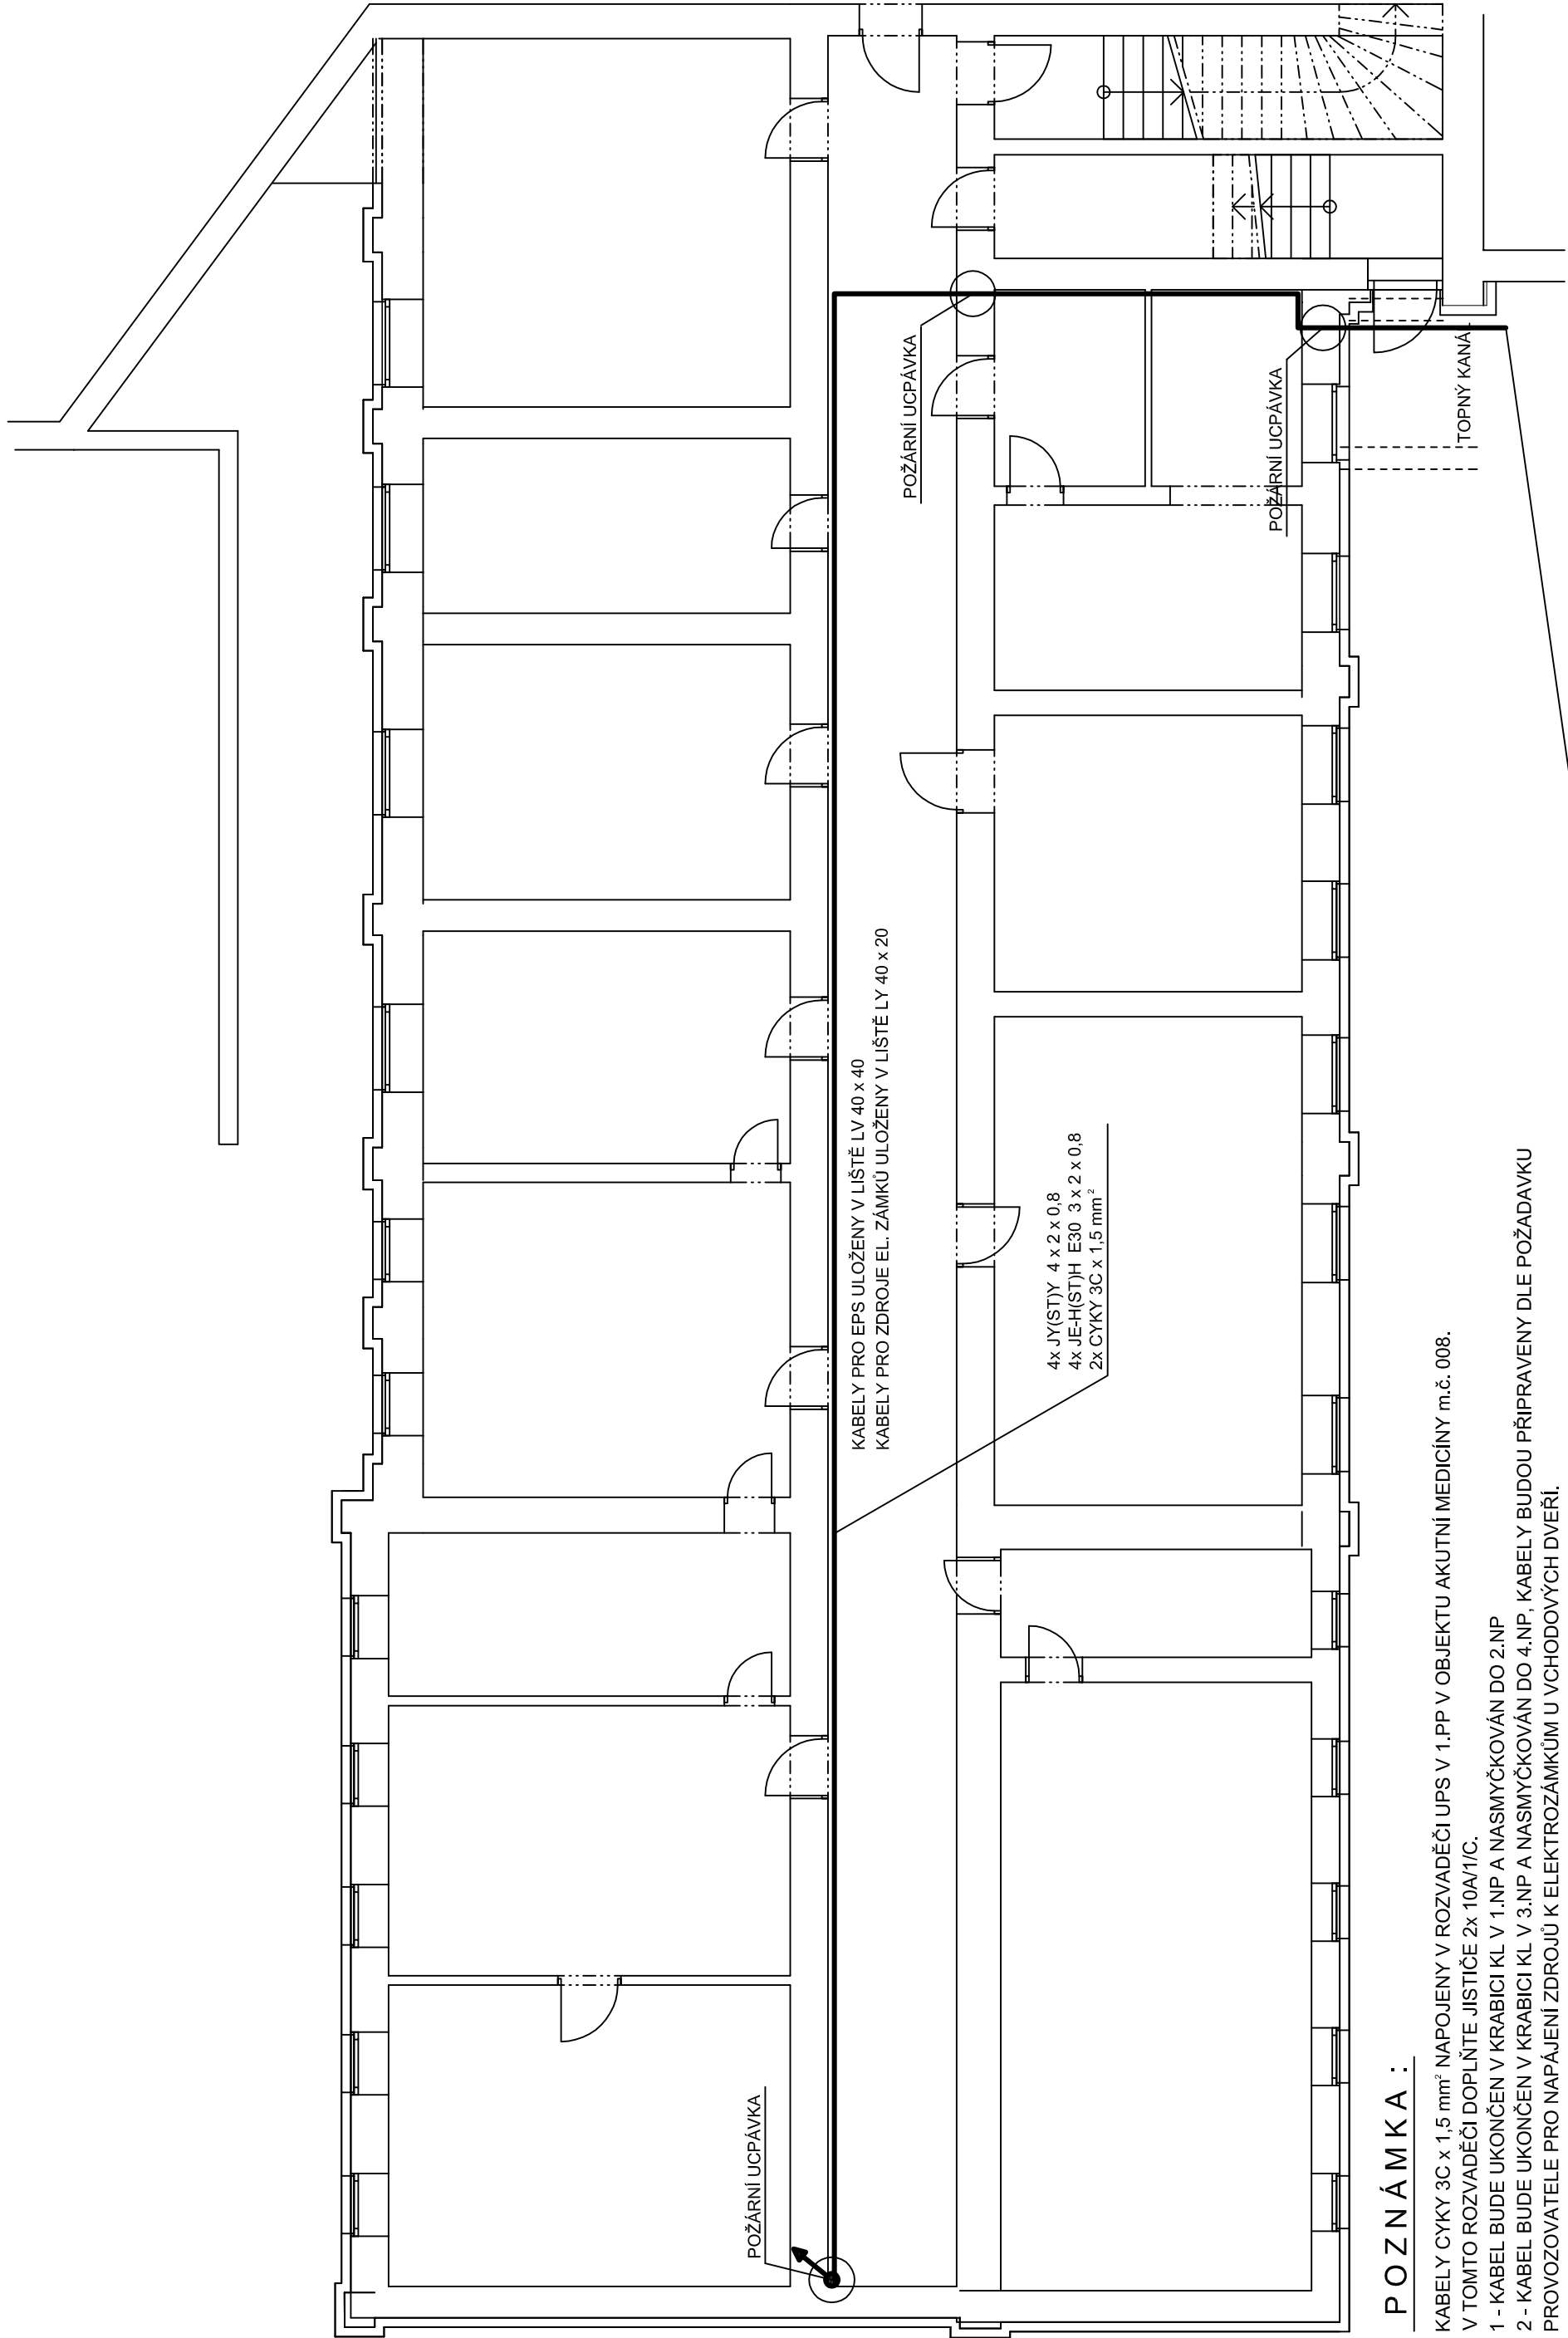 POŽÁRNÍ UCPÁVKA
KABELY PRO EPS ULOŽENY V LIŠTĚ LV 40 x 40
KABELY PRO ZDROJE EL. ZÁMKŮ ULOŽENY V LIŠTĚ LY 40 x 20
POŽÁRNÍ UCPÁVKA
4x JY(ST)Y 4 x 2 x 0,8
4x JE-H(ST)H E30 3 x 2 x 0,8
2x CYKY 3C x 1,5 mm²
POŽÁRNÍ UCPÁVKA
TOPNÝ KANÁ
POZNÁMKA :
KABELY CYKY 3C x 1,5 mm² NAPOJENY V ROZVADĚČI UPS V 1.PP V OBJEKTU AKUTNÍ MEDICÍNY m.č. 008.
V TOMTO ROZVADĚČI DOPLŇTE JISTIČE 2x 10A/1/C.
1 - KABEL BUDE UKONČEN V KRABICI KL V 1.NP A NASMYČKOVÁN DO 2.NP
2 - KABEL BUDE UKONČEN V KRABICI KL V 3.NP A NASMYČKOVÁN DO 4.NP, KABELY BUDOU PŘIPRAVENY DLE POŽADAVKU
PROVOZOVATELE PRO NAPÁJENÍ ZDROJŮ K ELEKTROZÁMKŮM U VCHODOVÝCH DVEŘÍ.